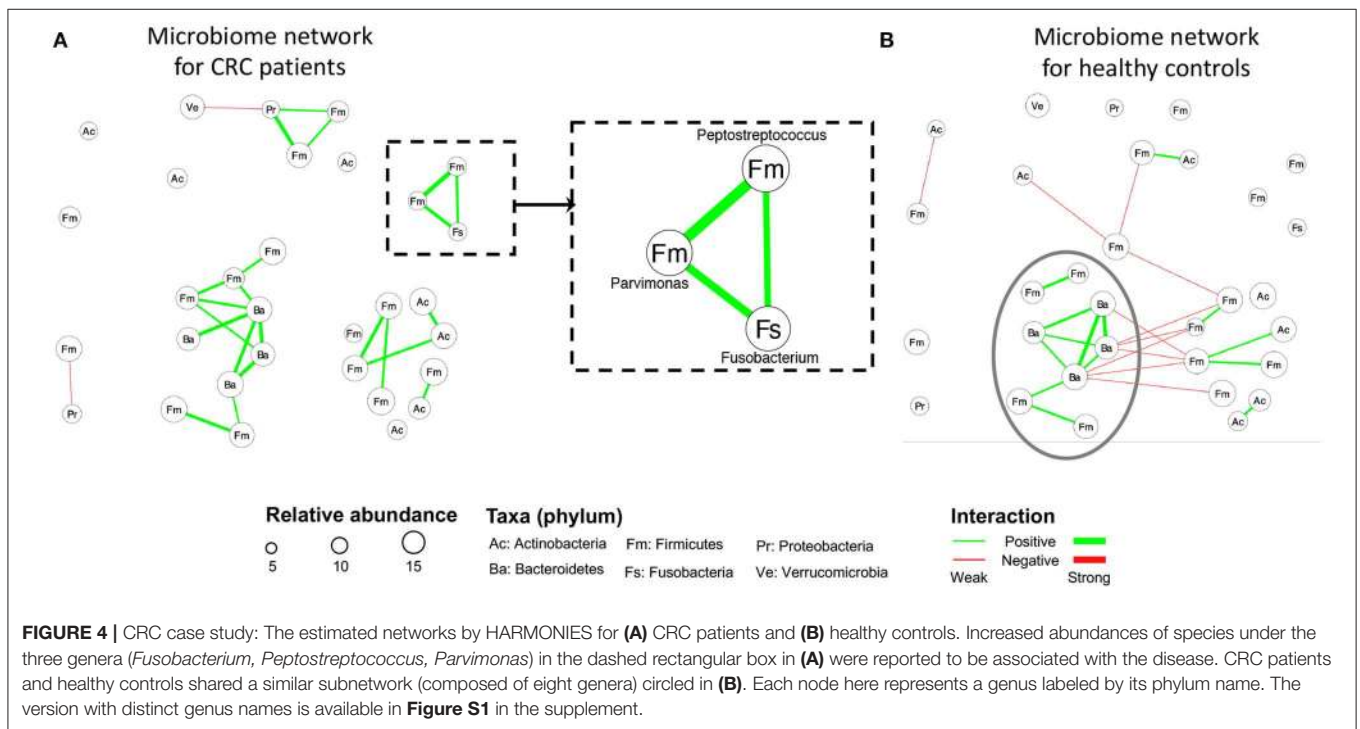 A
Microbiome network
for CRC patients
B
Microbiome network
for healthy controls
Ve
Pr
Fm
Ac
Fm
Ac
Ac
Fm
Fm
Fm
Fs
Fm
Fm
Fm
Ba
Ba
Ba
Ba
Fm
Fm
Fm
Pr
Fm
Ac
Fm
Ac
Fm
Fm
Fm
Ac
Ac
Peptostreptococcus
Fm
Fm
Parvimonas
Fs
Fusobacterium
Ve
Pr
Fm
Ac
Fm
Ac
Fm
Ac
Fm
Fm
Fs
Fm
Fm
Fm
Fm
Ba
Ba
Ba
Ba
Fm
Fm
Fm
Ac
Fm
Ac
Fm
Fm
Fm
Ac
Ac
Fm
Pr
Relative abundance
5 10 15
Taxa (phylum)
Ac: Actinobacteria Fm: Firmicutes Pr: Proteobacteria
Ba: Bacteroidetes Fs: Fusobacteria Ve: Verrucomicrobia
Interaction
Positive
Negative
Weak Strong
FIGURE 4 | CRC case study: The estimated networks by HARMONIES for (A) CRC patients and (B) healthy controls. Increased abundances of species under the
three genera (Fusobacterium, Peptostreptococcus, Parvimonas) in the dashed rectangular box in (A) were reported to be associated with the disease. CRC patients
and healthy controls shared a similar subnetwork (composed of eight genera) circled in (B). Each node here represents a genus labeled by its phylum name. The
version with distinct genus names is available in Figure S1 in the supplement.